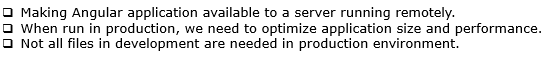 ❑ Making Angular application available to a server running remotely.
❑ When run in production, we need to optimize application size and performance.
❑ Not all files in development are needed in production environment.